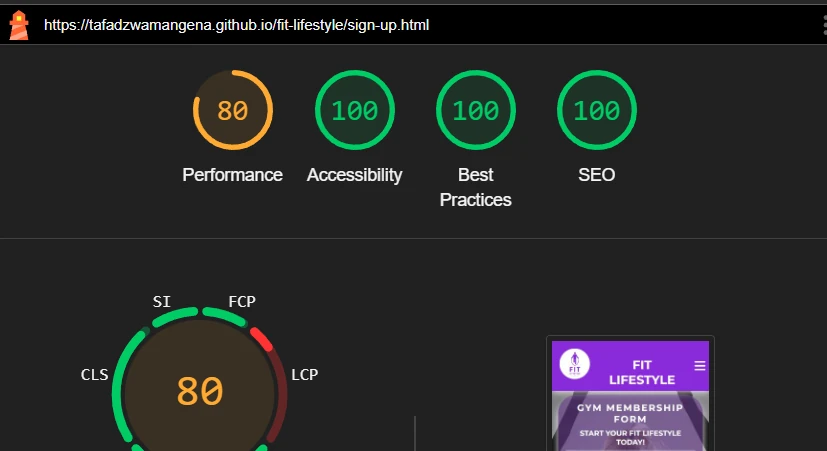 https://tafadzwamangena.github.io/fit-lifestyle/sign-up.html
80
100
100
100
Performance
Accessibility
Best
Practices
SEO
SI
FCP
CLS
LCP
80
FIT
FIT
LIFESTYLE
GYM MEMBERSHIP
FORM
START YOUR FIT LIFESTYLE
TODAY!